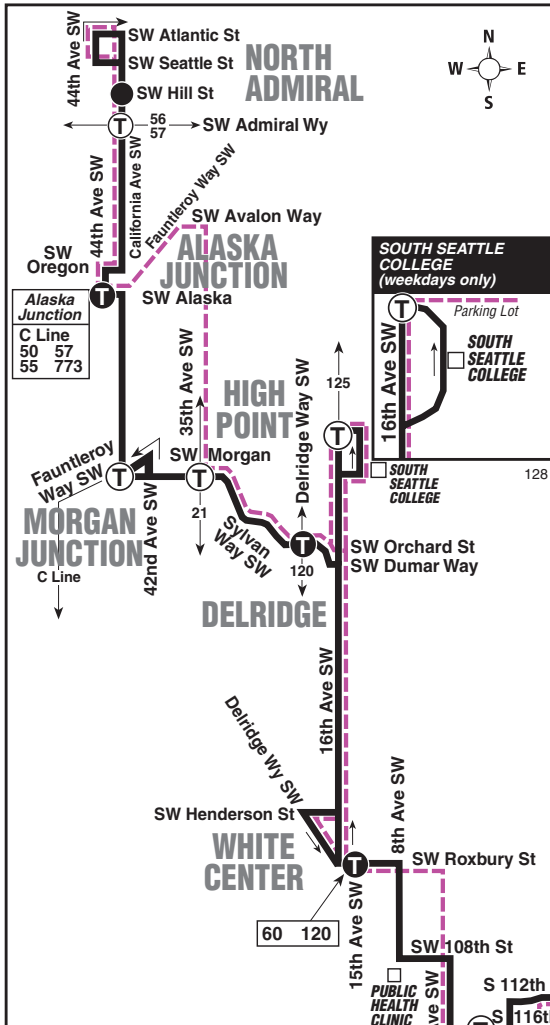 44th Ave SW
SW Atlantic St
SW Seattle St
NORTH
ADMIRAL
N
W
E
S
SW Hill St
T
56
57
SW Admiral Wy
44th Ave SW
California Ave SW
Fauntleroy Way SW
SW Avalon Way
ALASKA
JUNCTION
SW
Oregon
T
SW Alaska
Alaska
Junction
C Line
50 57
55 773
SOUTH SEATTLE
COLLEGE
(weekdays only)
T
Parking Lot
16th Ave SW
SOUTH
SEATTLE
COLLEGE
128
35th Ave SW
HIGH
POINT
Delridge Way SW
125
T
SOUTH
SEATTLE
COLLEGE
Fauntleroy
Way SW
T
SW Morgan
T
21
MORGAN
JUNCTION
42nd Ave SW
C Line
Sylvan
Way SW
T
120
SW Orchard St
SW Dumar Way
DELRIDGE
16th Ave SW
Delridge Wy SW
SW Henderson St
WHITE
CENTER
8th Ave SW
T
SW Roxbury St
60 120
15th Ave SW
SW 108th St
PUBLIC
HEALTH
CLINIC
ve SW
S 112th
S 116th
T